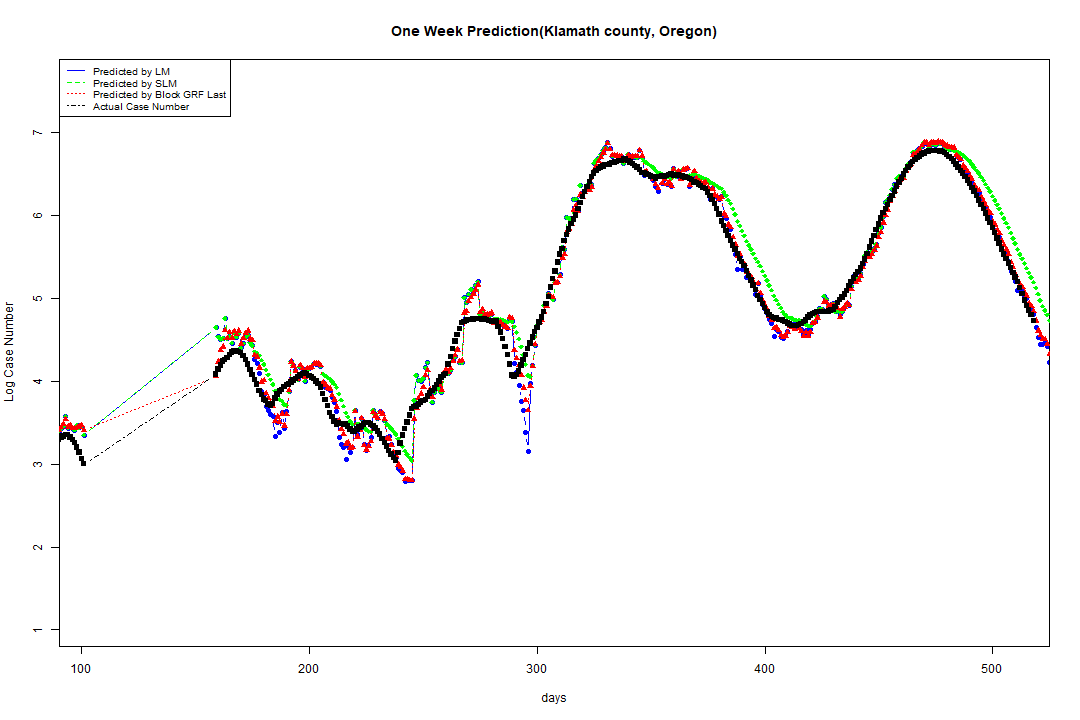 One Week Prediction(Klamath county, Oregon)
Predicted by LM
Predicted by SLM
Predicted by Block GRF Last
Actual Case Number
Log Case Number
7
6
5
4
3
2
1
100 200 300 400 500
days